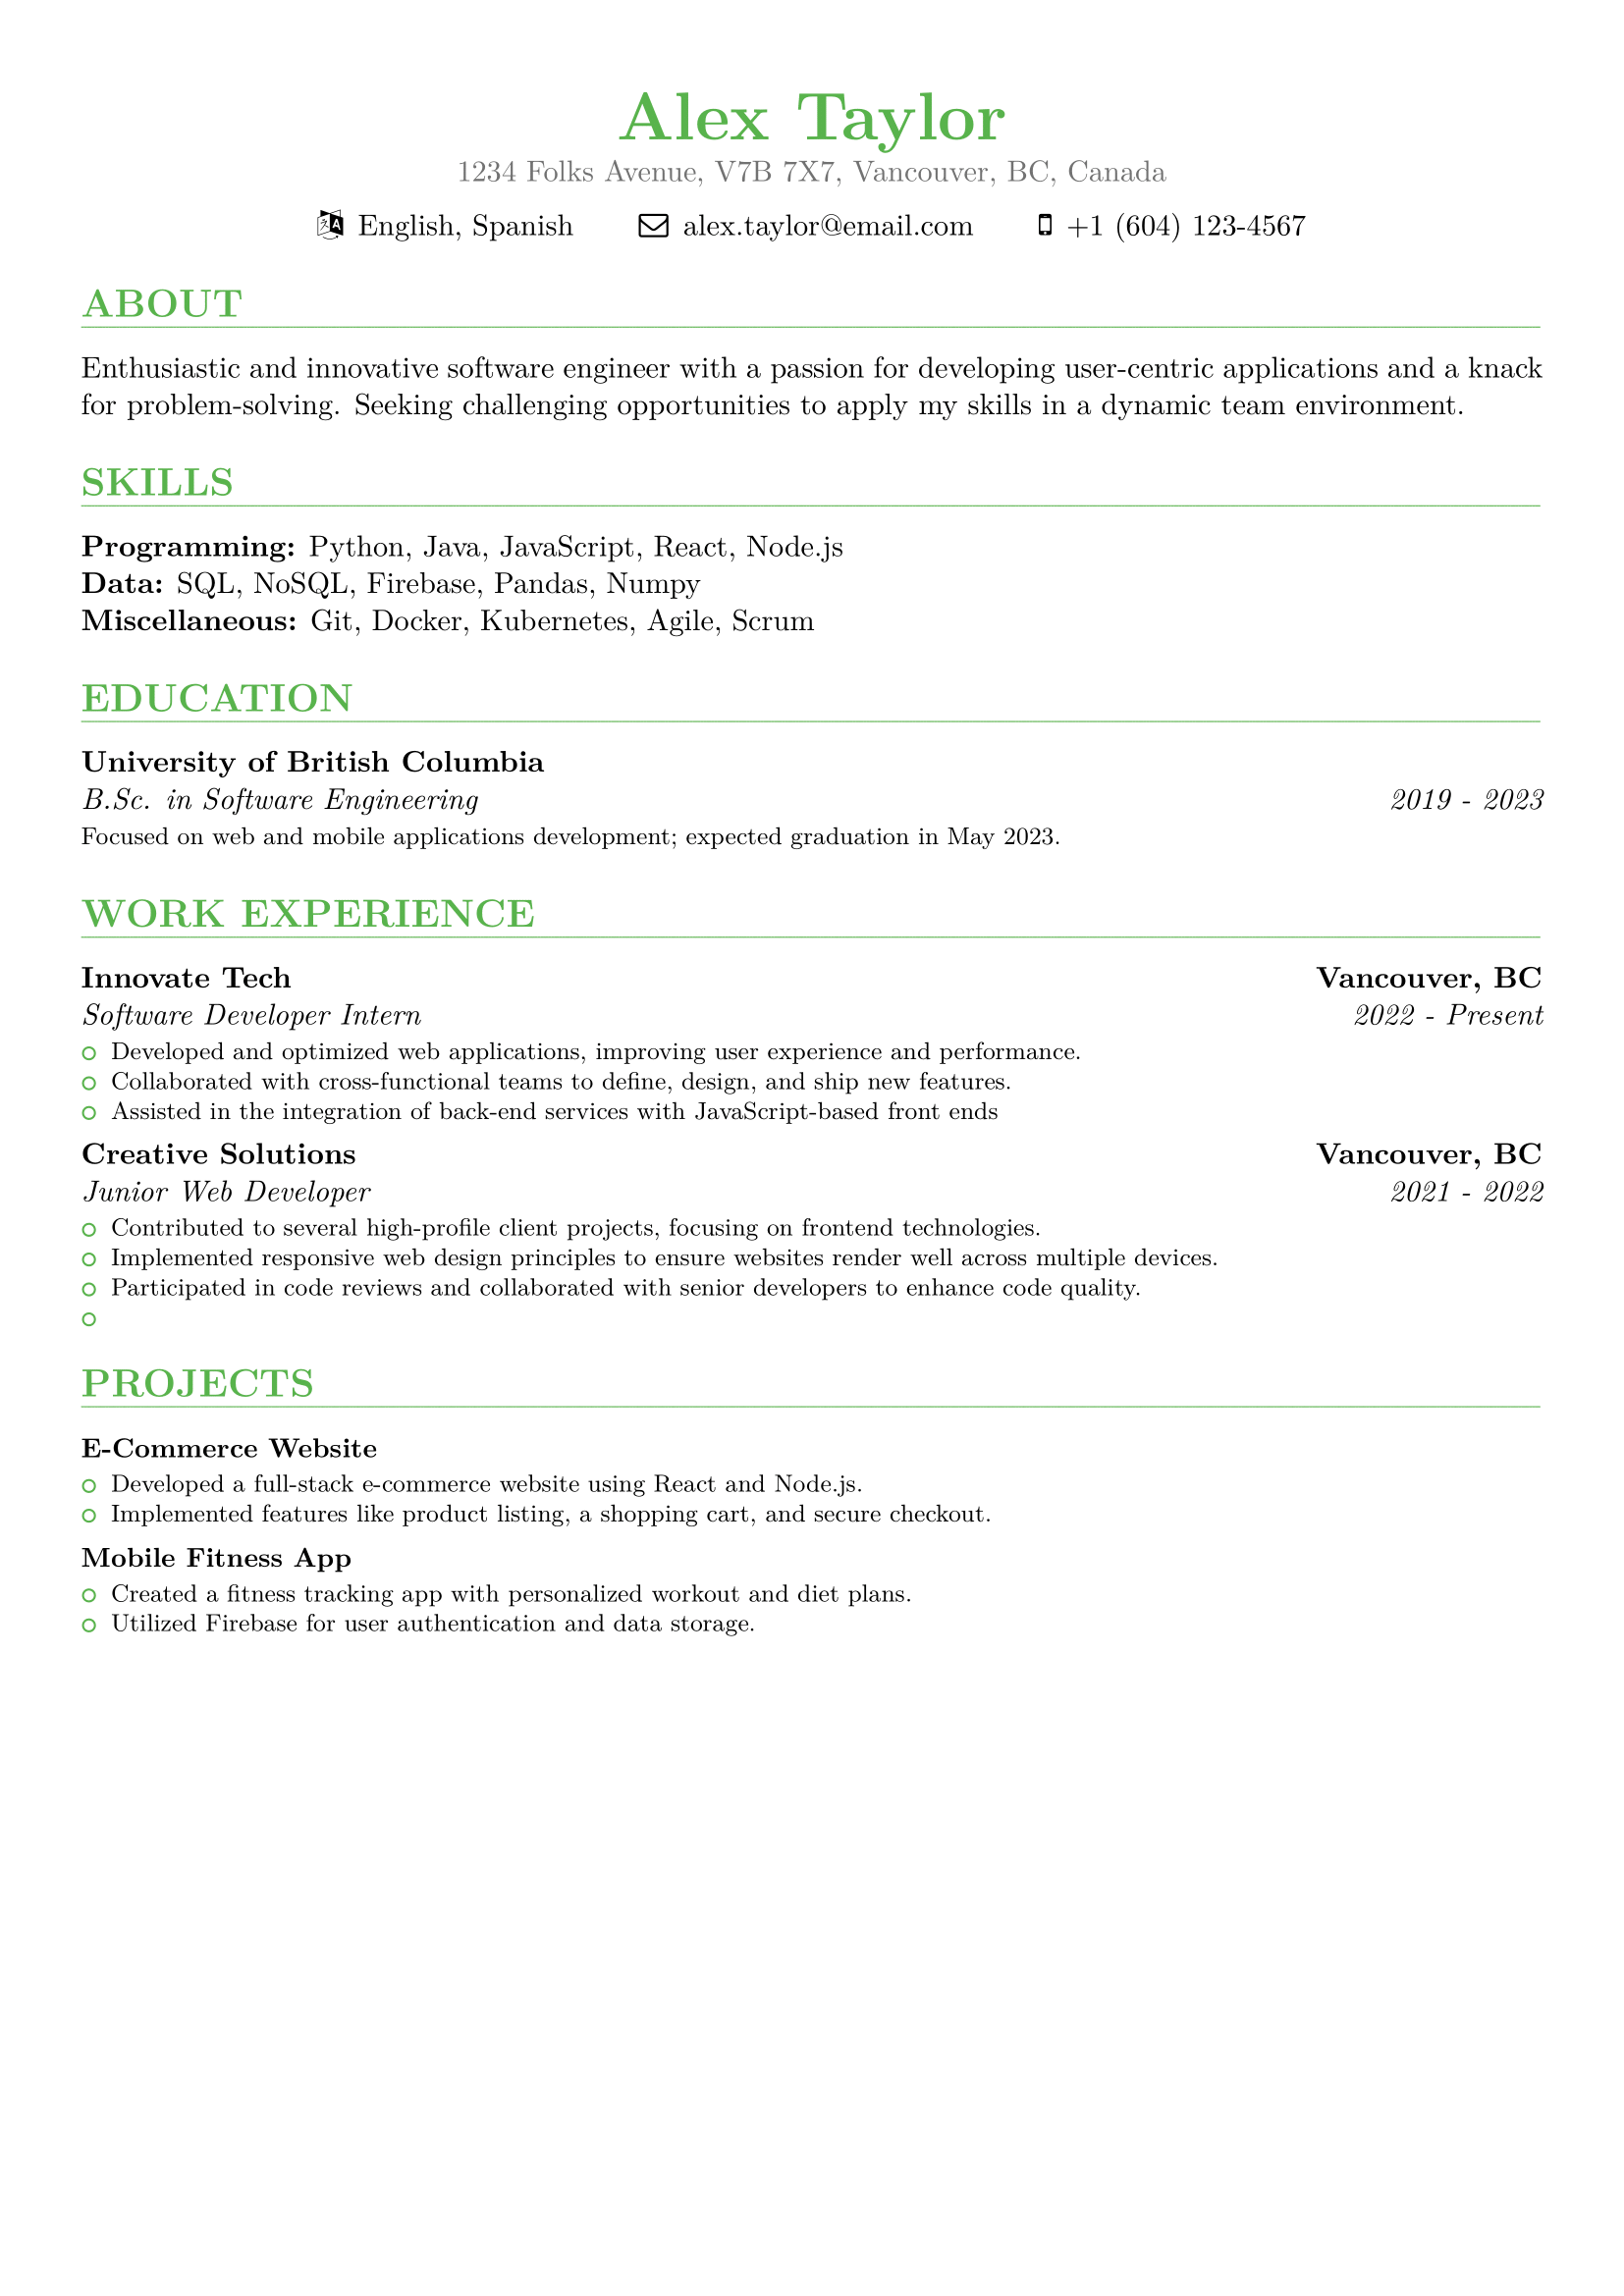 Alex Taylor
1234 Folks Avenue, V7B 7X7, Vancouver, BC, Canada
English, Spanish alex.taylor@email.com +1 (604) 123-4567
ABOUT
Enthusiastic and innovative software engineer with a passion for developing user-centric applications and a knack
for problem-solving. Seeking challenging opportunities to apply my skills in a dynamic team environment.
SKILLS
Programming: Python, Java, JavaScript, React, Node.js
Data: SQL, NoSQL, Firebase, Pandas, Numpy
Miscellaneous: Git, Docker, Kubernetes, Agile, Scrum
EDUCATION
University of British Columbia
B.Sc. in Software Engineering 2019 - 2023
Focused on web and mobile applications development; expected graduation in May 2023.
WORK EXPERIENCE
Innovate Tech Vancouver, BC
Software Developer Intern 2022 - Present
Developed and optimized web applications, improving user experience and performance.
Collaborated with cross-functional teams to define, design, and ship new features.
Assisted in the integration of back-end services with JavaScript-based front ends
Creative Solutions Vancouver, BC
Junior Web Developer 2021 - 2022
Contributed to several high-profile client projects, focusing on frontend technologies.
Implemented responsive web design principles to ensure websites render well across multiple devices.
Participated in code reviews and collaborated with senior developers to enhance code quality.
PROJECTS
E-Commerce Website
Developed a full-stack e-commerce website using React and Node.js.
Implemented features like product listing, a shopping cart, and secure checkout.
Mobile Fitness App
Created a fitness tracking app with personalized workout and diet plans.
Utilized Firebase for user authentication and data storage.